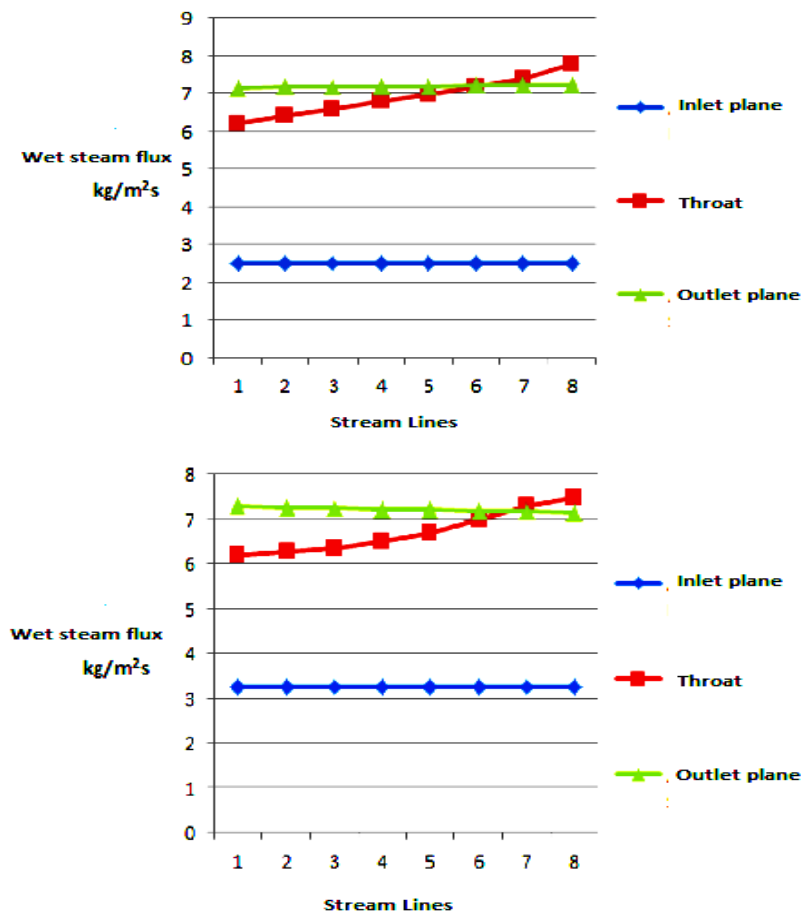 9
8
7
6
5
4
3
2
1
0
Wet steam flux
kg/m²s
1 2 3 4 5 6 7 8
Stream Lines
Inlet plane
Throat
Outlet plane
8
7
6
5
4
3
2
1
0
Wet steam flux
kg/m²s
1 2 3 4 5 6 7 8
Stream Lines
Inlet plane
Throat
Outlet plane